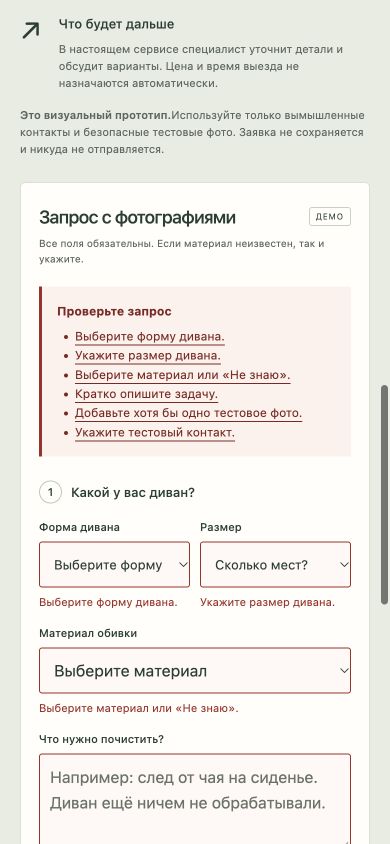 Что будет дальше
В настоящем сервисе специалист уточнит детали и
обсудит варианты. Цена и время выезда не
назначаются автоматически.
Это визуальный прототип.Используйте только вымышленные
контакты и безопасные тестовые фото. Заявка не сохраняется
и никуда не отправляется.
Запрос с фотографиями
ДЕМО
Все поля обязательны. Если материал неизвестен, так и
укажите.
Проверьте запрос
Выберите форму дивана.
Укажите размер дивана.
Выберите материал или «Не знаю».
Кратко опишите задачу.
Добавьте хотя бы одно тестовое фото.
Укажите тестовый контакт.
1 Какой у вас диван?
Форма дивана
Размер
Выберите форму
Сколько мест?
Выберите форму дивана.
Укажите размер дивана.
Материал обивки
Выберите материал
Выберите материал или «Не знаю».
Что нужно почистить?
Например: след от чая на сиденье.
Диван ещё ничем не обрабатывали.